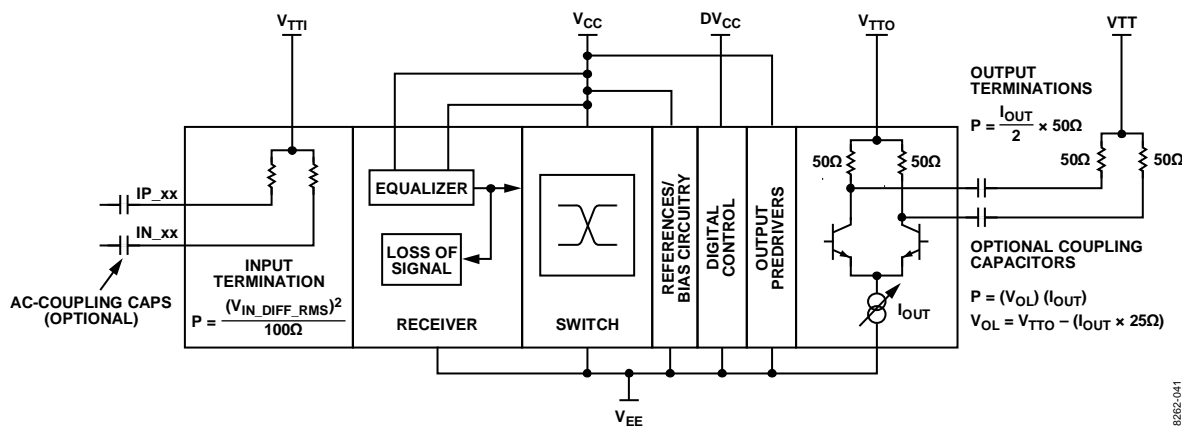 V_TTI
V_CC
DV_CC
V_TTO
VTT
OUTPUT
TERMINATIONS
P = I_OUT/2 × 50Ω
50Ω
50Ω
50Ω
50Ω
IP_xx
IN_xx
AC-COUPLING CAPS
(OPTIONAL)
INPUT
TERMINATION
P = (V_IN_DIFF_RMS)²/100Ω
EQUALIZER
LOSS OF
SIGNAL
RECEIVER
SWITCH
REFERENCES/
BIAS CIRCUITRY
DIGITAL
CONTROL
OUTPUT
PREDRIVERS
I_OUT
OPTIONAL COUPLING
CAPACITORS
P = (V_OL) (I_OUT)
V_OL = V_TTO – (I_OUT × 25Ω)
V_EE
8262-041